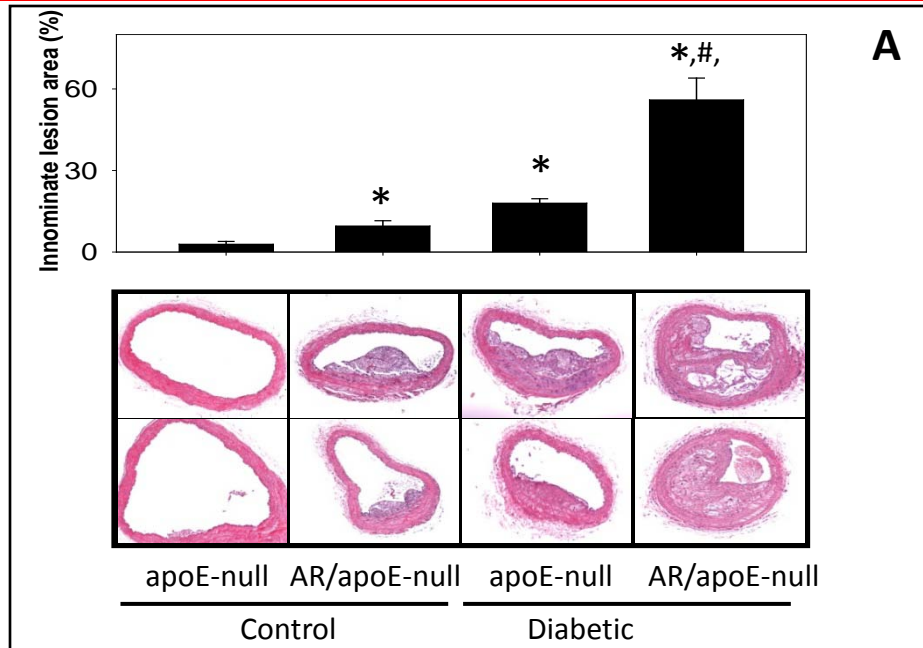 A
Innominate lesion area (%)
60
30
0
*
*
*,#,
apoE-null AR/apoE-null apoE-null AR/apoE-null
Control Diabetic